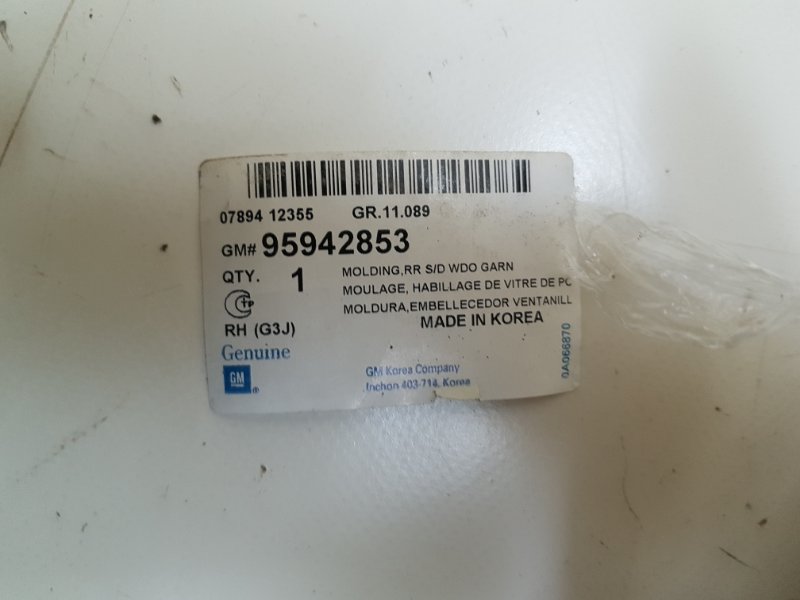 07894 12355 GR.11.089
GM# 95942853
QTY. 1
MOLDING,RR S/D WDO GARN
MOULAGE, HABILLAGE DE VITRE DE PC
MOLDURA,EMBELLECEDOR VENTANILL
MADE IN KOREA
RH (G3J)
Genuine
GM ®
GM Korea Company
Inchon 403-714, Korea
0A066870